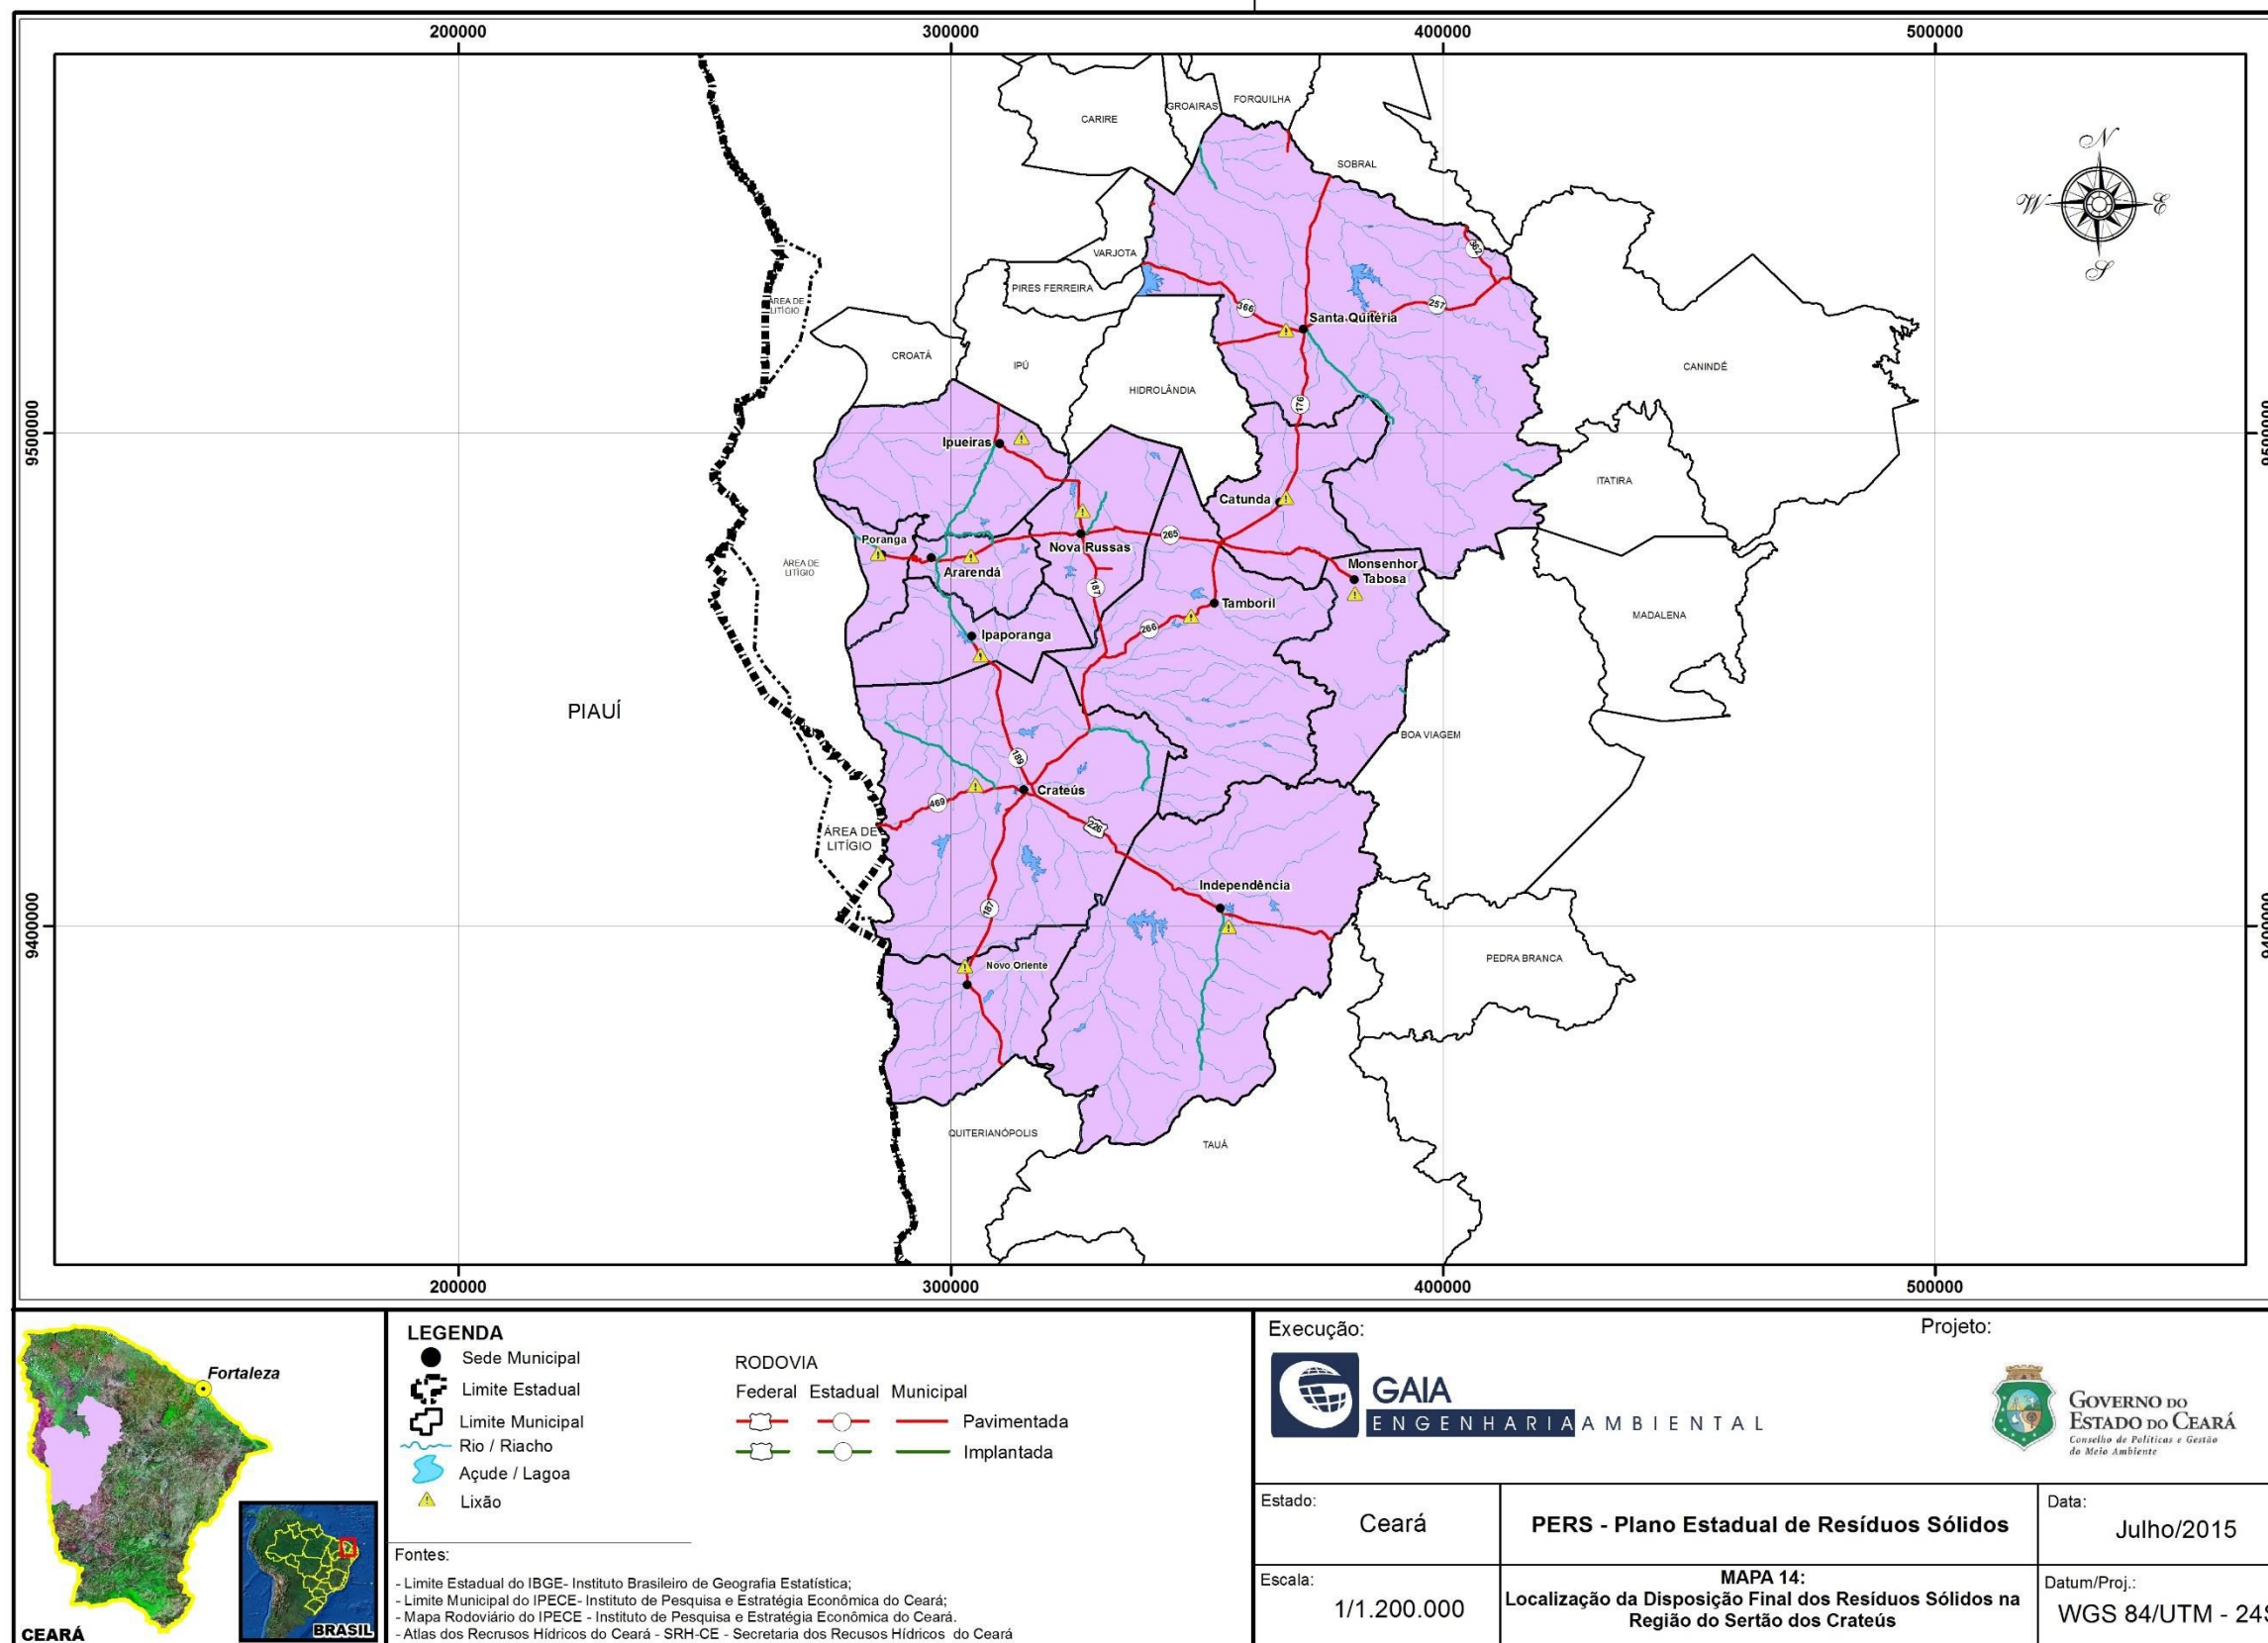 200000
300000
400000
500000
CARIRE
GROAIRAS
FORQUILHA
SOBRAL
N
W
E
S
VARJOTA
PIRES FERREIRA
ÁREA DE
LITÍGIO
CROATÁ
IPÚ
HIDROLÂNDIA
362
366
257
Santa Quitéria
CANINDÉ
176
9500000
9500000
Ipueiras
Catunda
ITATIRA
Poranga
Nova Russas
265
Ararendá
ÁREA DE
LITÍGIO
Monsenhor
Tabosa
187
Tamboril
266
MADALENA
Ipaporanga
PIAUÍ
BOA VIAGEM
189
Crateús
469
226
ÁREA DE
LITÍGIO
Independência
187
9400000
9400000
Novo Oriente
PEDRA BRANCA
QUITERIANÓPOLIS
TAUÁ
200000
300000
400000
500000
Fortaleza
CEARÁ
BRASIL
LEGENDA
Sede Municipal
Limite Estadual
Limite Municipal
Rio / Riacho
Açude / Lagoa
Lixão
RODOVIA
Federal Estadual Municipal
Pavimentada
Implantada
Fontes:
- Limite Estadual do IBGE- Instituto Brasileiro de Geografia Estatística;
- Limite Municipal do IPECE- Instituto de Pesquisa e Estratégia Econômica do Ceará;
- Mapa Rodoviário do IPECE - Instituto de Pesquisa e Estratégia Econômica do Ceará.
- Atlas dos Recrusos Hídricos do Ceará - SRH-CE - Secretaria dos Recusos Hídricos do Ceará
Execução:
GAIA
ENGENHARIA AMBIENTAL
Projeto:
GOVERNO DO
ESTADO DO CEARÁ
Conselho de Políticas e Gestão
do Meio Ambiente
Estado:
Ceará
PERS - Plano Estadual de Resíduos Sólidos
Data:
Julho/2015
Escala:
1/1.200.000
MAPA 14:
Localização da Disposição Final dos Resíduos Sólidos na
Região do Sertão dos Crateús
Datum/Proj.:
WGS 84/UTM - 24S